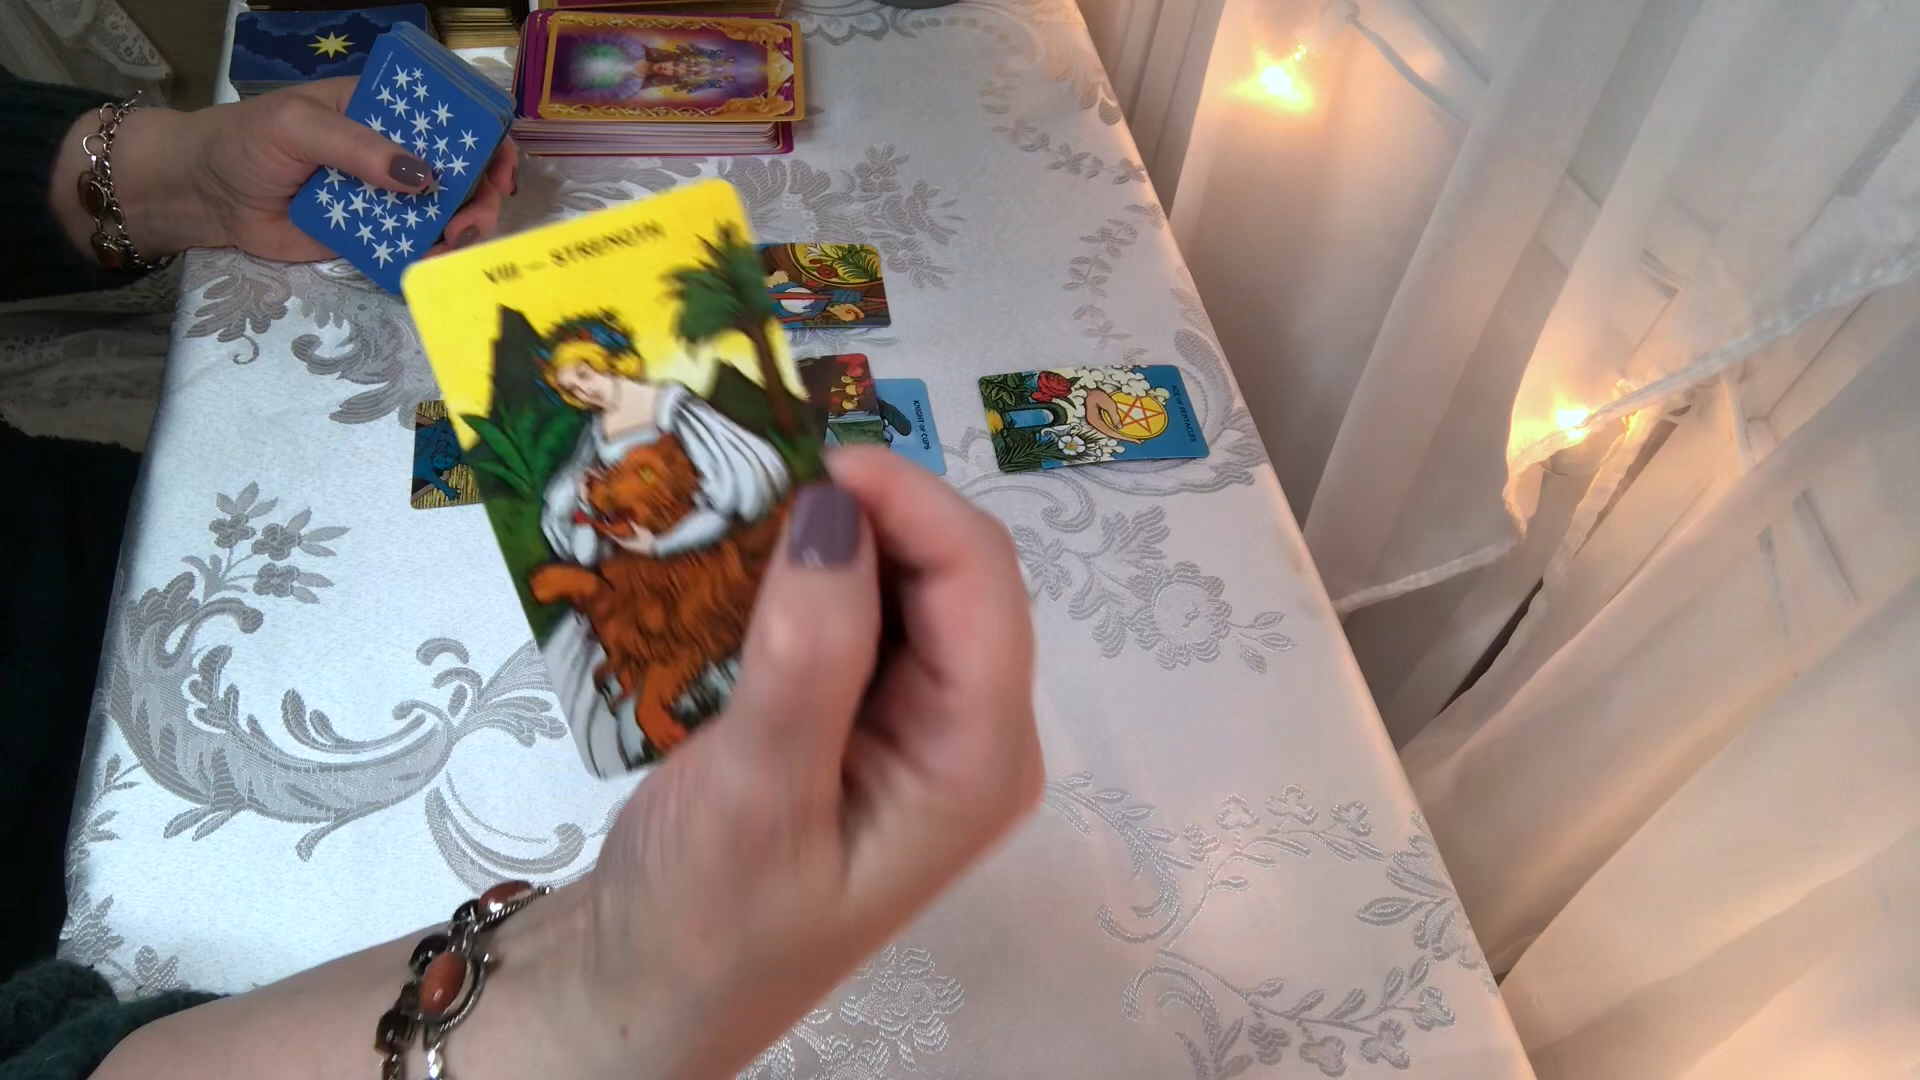 VIII — STRENGTH
KNIGHT OF CUPS
ACE OF PENTACLES